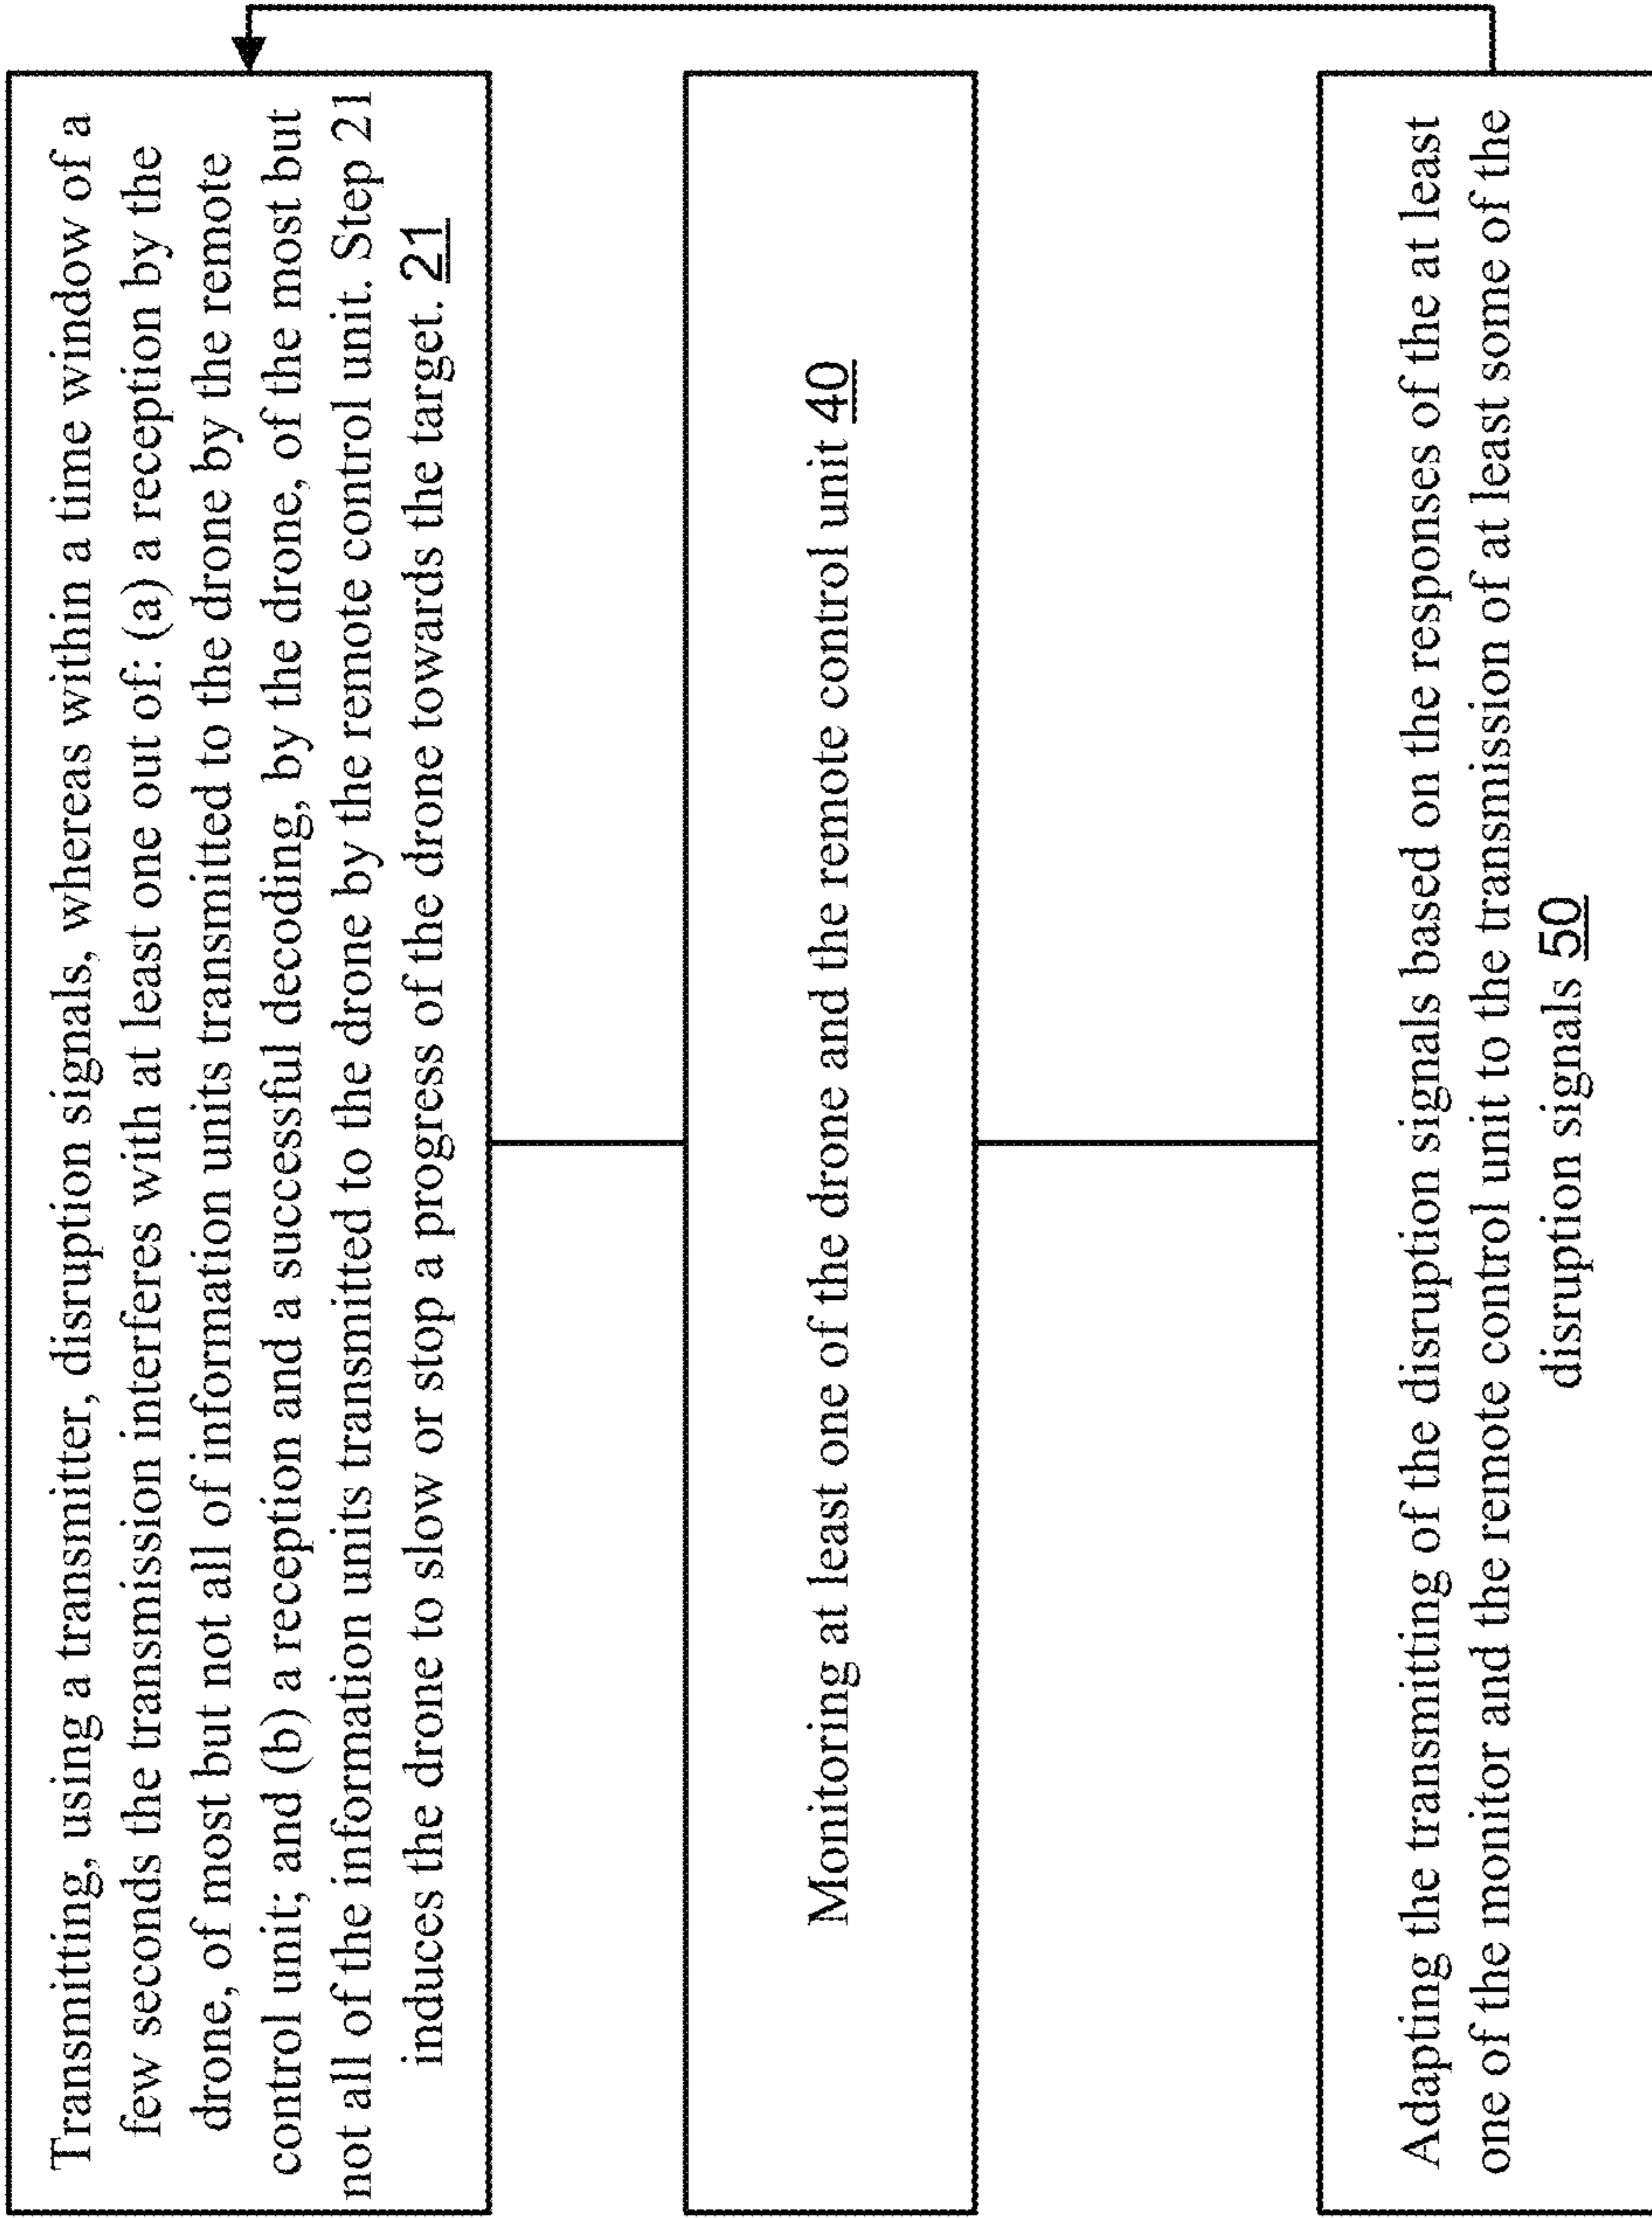 Transmitting, using a transmitter, disruption signals, whereas within a time window of a
few seconds the transmission interferes with at least one out of: (a) a reception by the
drone, of most but not all of information units transmitted to the drone by the remote
control unit; and (b) a reception and a successful decoding, by the drone, of the most but
not all of the information units transmitted to the drone by the remote control unit. Step 21
induces the drone to slow or stop a progress of the drone towards the target. 21
Monitoring at least one of the drone and the remote control unit 40
Adapting the transmitting of the disruption signals based on the responses of the at least
one of the monitor and the remote control unit to the transmission of at least some of the
disruption signals 50